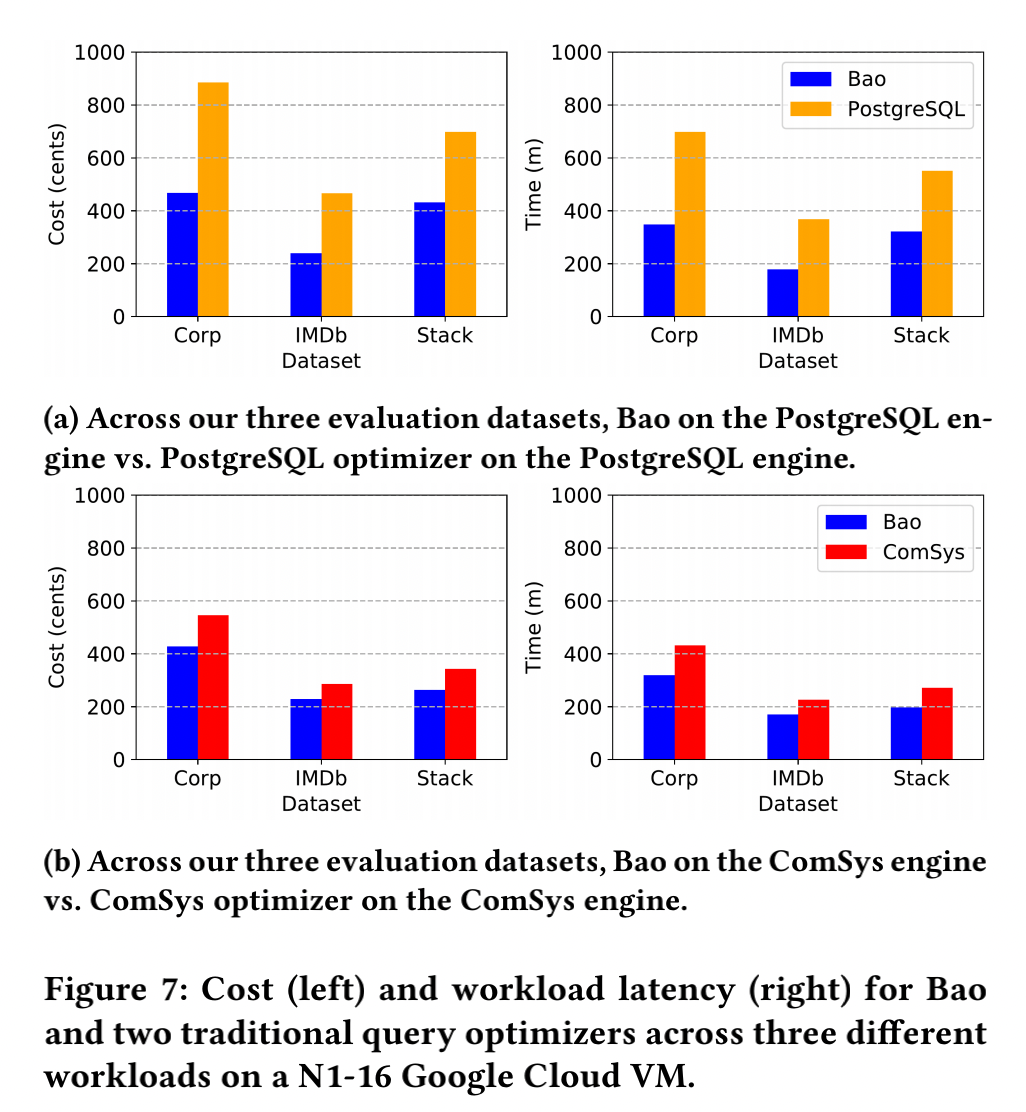 1000
800
600
400
200
0
Cost (cents)
Corp
IMDb
Stack
Dataset
1000
800
600
400
200
0
Time (m)
Bao
PostgreSQL
Corp
IMDb
Stack
Dataset
(a) Across our three evaluation datasets, Bao on the PostgreSQL en-
gine vs. PostgreSQL optimizer on the PostgreSQL engine.
1000
800
600
400
200
0
Cost (cents)
Corp
IMDb
Stack
Dataset
1000
800
600
400
200
0
Time (m)
Bao
ComSys
Corp
IMDb
Stack
Dataset
(b) Across our three evaluation datasets, Bao on the ComSys engine
vs. ComSys optimizer on the ComSys engine.
Figure 7: Cost (left) and workload latency (right) for Bao
and two traditional query optimizers across three different
workloads on a N1-16 Google Cloud VM.